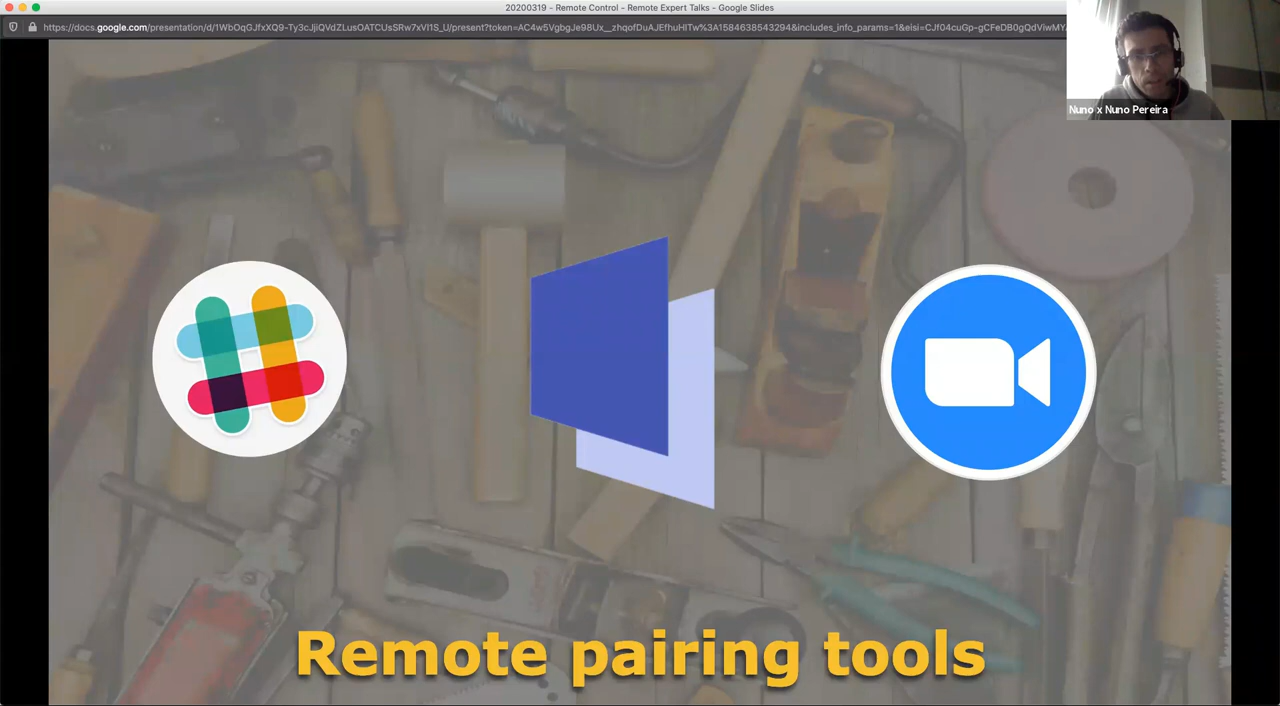 20200319 - Remote Control - Remote Expert Talks - Google Slides
Nuno x Nuno Pereira
Remote pairing tools